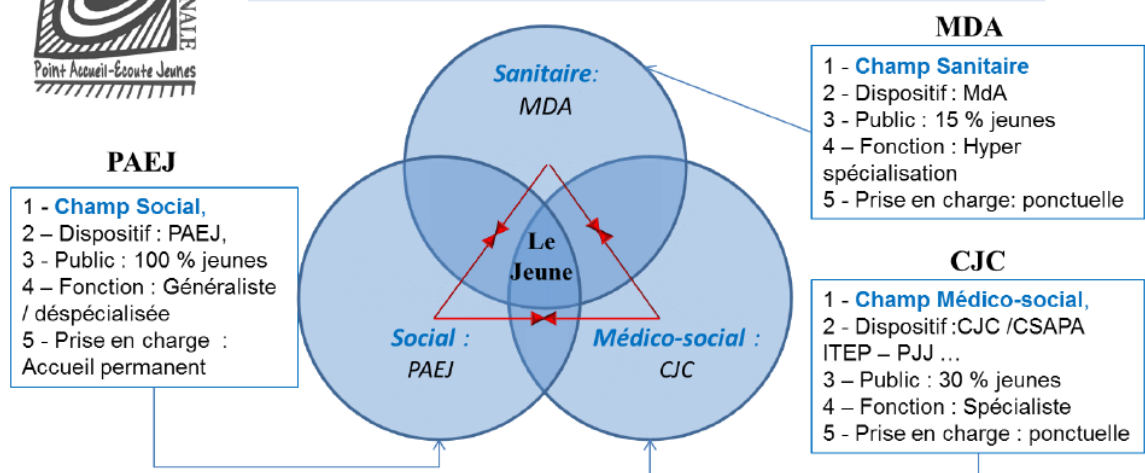 NALE
Point Accueil-Ecoute Jeunes
PAEJ
1 - Champ Social,
2 – Dispositif : PAEJ,
3 - Public : 100 % jeunes
4 – Fonction : Généraliste
/ déspécialisée
5 - Prise en charge :
Accueil permanent
Sanitaire:
MDA
Le
Jeune
Social :
PAEJ
Médico-social :
CJC
MDA
1 - Champ Sanitaire
2 - Dispositif : MdA
3 - Public : 15 % jeunes
4 – Fonction : Hyper
spécialisation
5 - Prise en charge: ponctuelle
CJC
1 - Champ Médico-social,
2 - Dispositif :CJC /CSAPA
ITEP – PJJ ...
3 – Public : 30 % jeunes
4 – Fonction : Spécialiste
5 - Prise en charge : ponctuelle